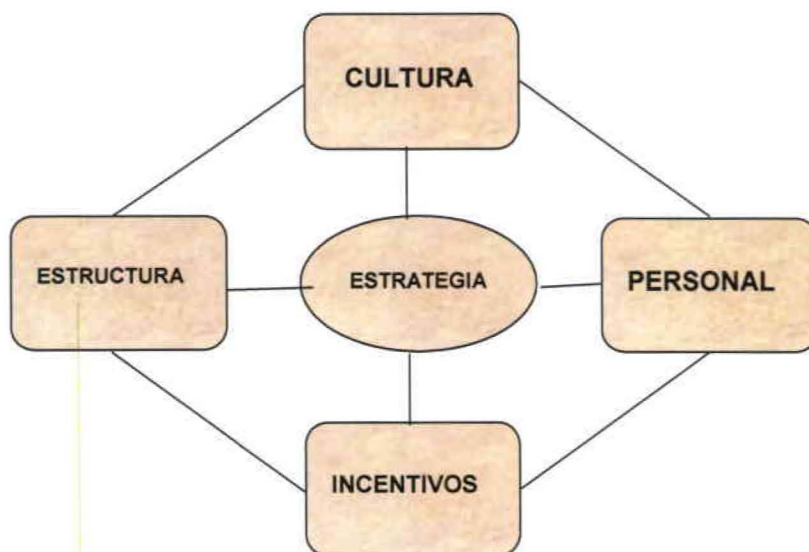 CULTURA
ESTRUCTURA
ESTRATEGIA
PERSONAL
INCENTIVOS